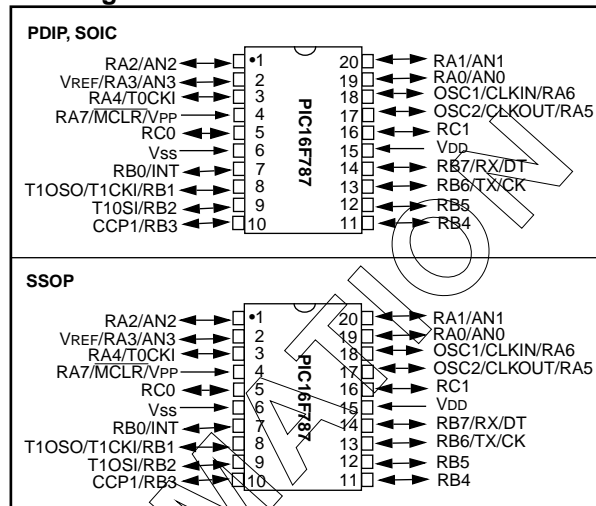 PDIP, SOIC
RA2/AN2 1 20 RA1/AN1
VREF/RA3/AN3 2 19 RA0/AN0
RA4/T0CKI 3 18 OSC1/CLKIN/RA6
RA7/MCLR/VPP 4 17 OSC2/CLKOUT/RA5
RC0 5 16 RC1
VSS 6 15 VDD
RB0/INT 7 14 RB7/RX/DT
T1OSO/T1CKI/RB1 8 13 RB6/TX/CK
T10SI/RB2 9 12 RB5
CCP1/RB3 10 11 RB4
PIC16F787
SSOP
RA2/AN2 1 20 RA1/AN1
VREF/RA3/AN3 2 19 RA0/AN0
RA4/T0CKI 3 18 OSC1/CLKIN/RA6
RA7/MCLR/VPP 4 17 OSC2/CLKOUT/RA5
RC0 5 16 RC1
VSS 6 15 VDD
RB0/INT 7 14 RB7/RX/DT
T1OSO/T1CKI/RB1 8 13 RB6/TX/CK
T1OSI/RB2 9 12 RB5
CCP1/RB3 10 11 RB4
PIC16F787
MATION